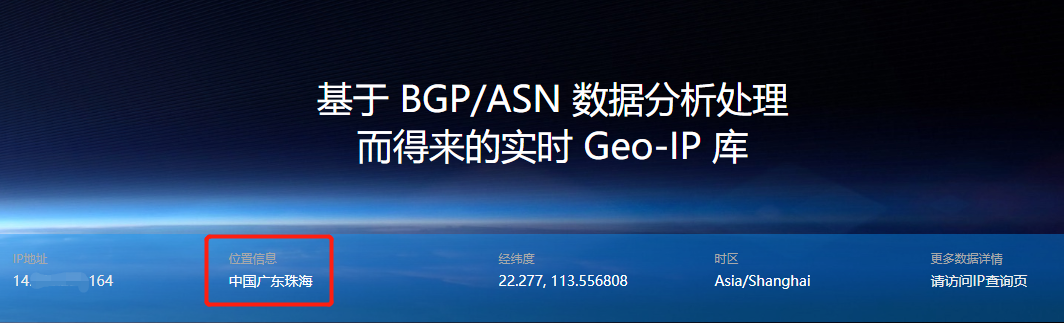 基于 BGP/ASN 数据分析处理
而得来的实时 Geo-IP 库
IP地址
位置信息
经纬度
时区
更多数据详情
14. 164
中国广东珠海
22.277, 113.556808
Asia/Shanghai
请访问IP查询页